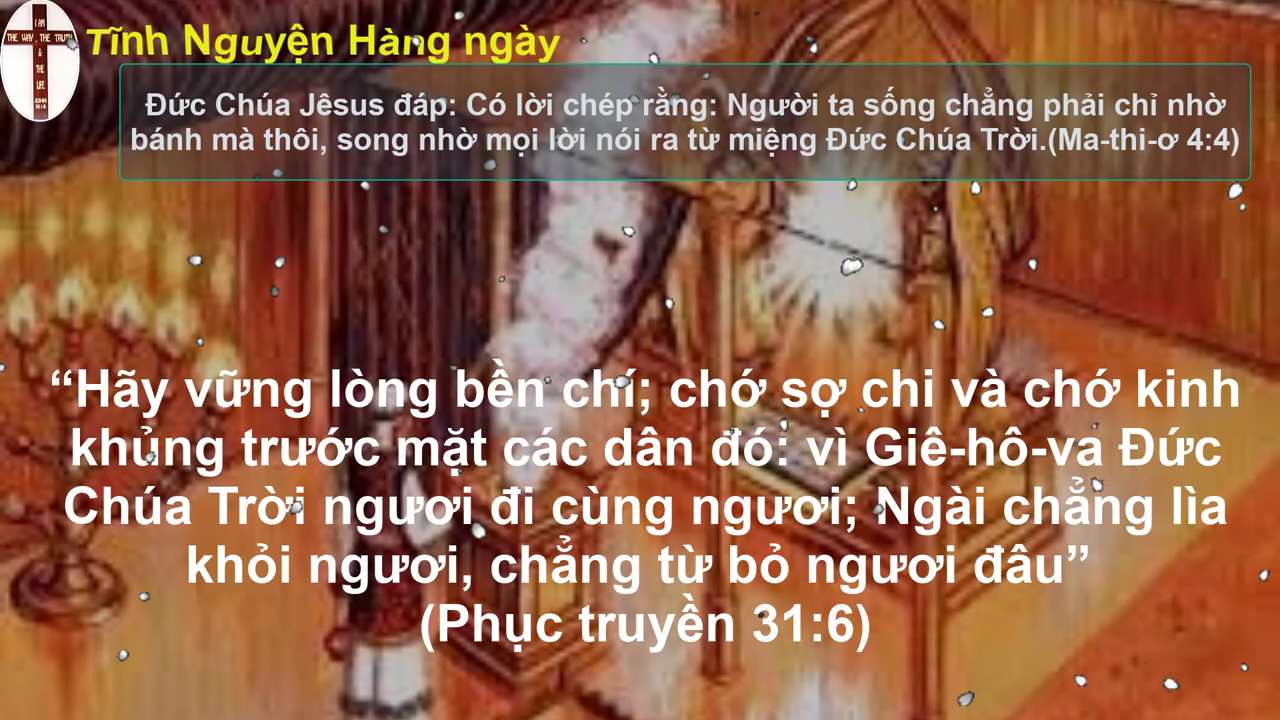 I AM
THE WAY, THE TRUTH
&
THE
LIFE
JOHN
14:6
Tĩnh Nguyện Hàng ngày
Đức Chúa Jêsus đáp: Có lời chép rằng: Người ta sống chẳng phải chỉ nhờ
bánh mà thôi, song nhờ mọi lời nói ra từ miệng Đức Chúa Trời.(Ma-thi-ơ 4:4)
“Hãy vững lòng bền chí; chớ sợ chi và chớ kinh
khủng trước mặt các dân đó: vì Giê-hô-va Đức
Chúa Trời ngươi đi cùng ngươi; Ngài chẳng lìa
khỏi ngươi, chẳng từ bỏ ngươi đâu”
(Phục truyền 31:6)